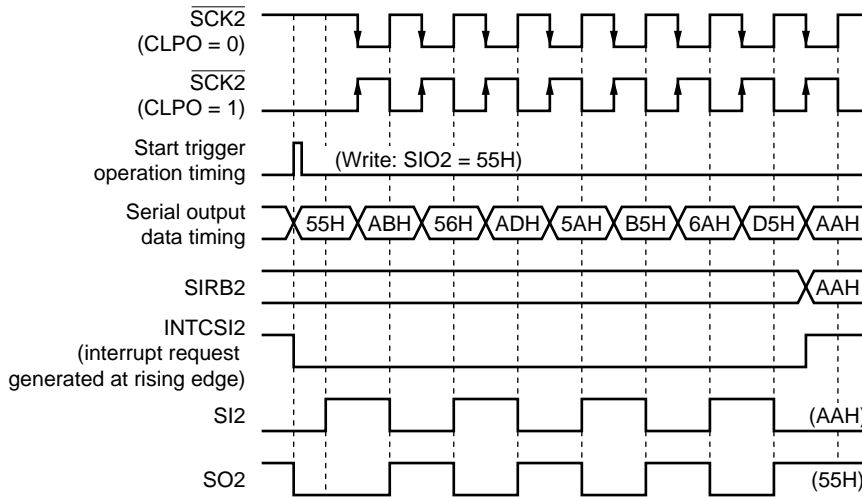 SCK2
(CLPO = 0)
SCK2
(CLPO = 1)
Start trigger
operation timing
(Write: SIO2 = 55H)
Serial output
data timing
55H ABH 56H ADH 5AH B5H 6AH D5H AAH
SIRB2
AAH
INTCSI2
(interrupt request
generated at rising edge)
SI2
(AAH)
SO2
(55H)